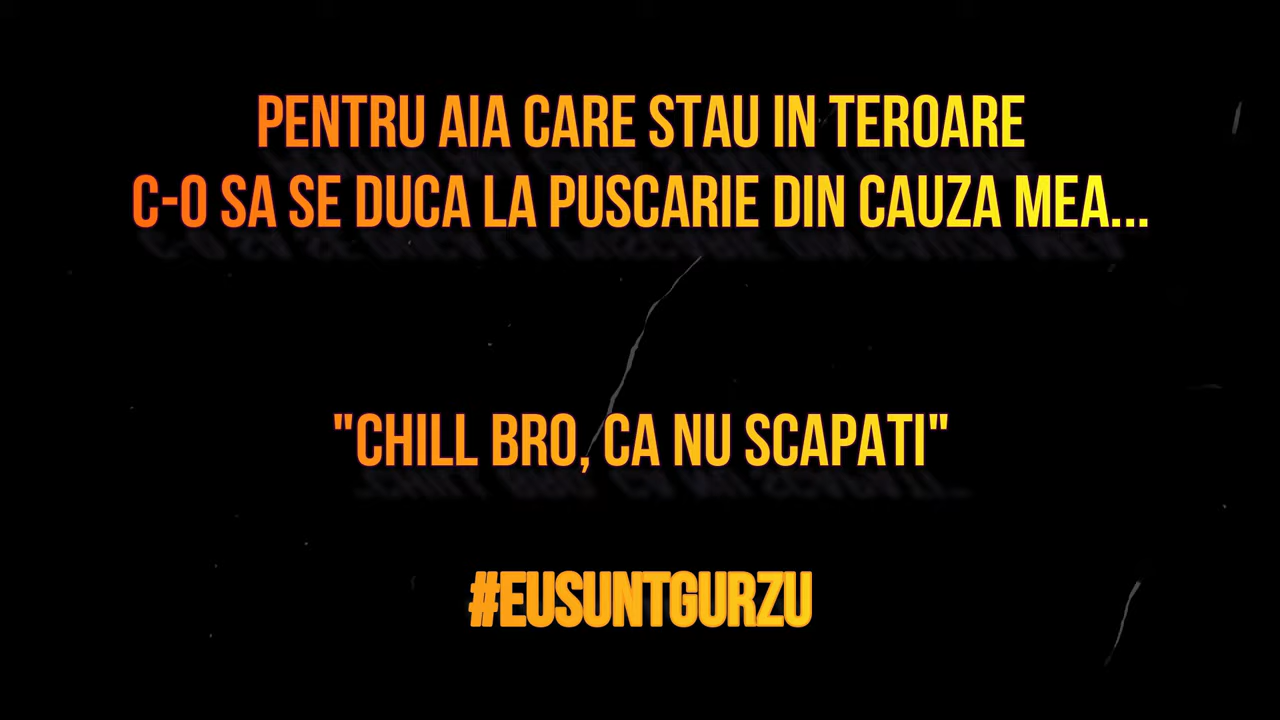 PENTRU AIA CARE STAU IN TEROARE
C-O SA SE DUCA LA PUSCARIE DIN CAUZA MEA...
"CHILL BRO, CA NU SCAPATI"
#EUSUNTGURZU